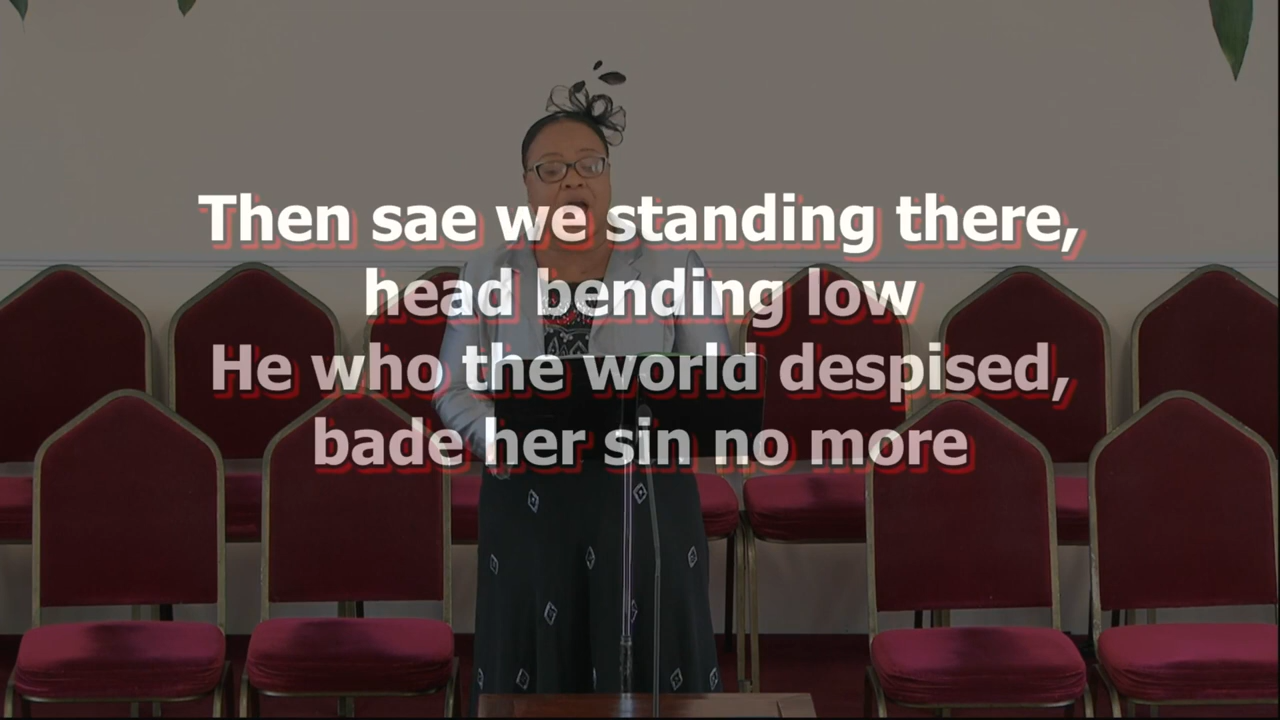 Then sae we standing there,
head bending low
He who the world despised,
bade her sin no more